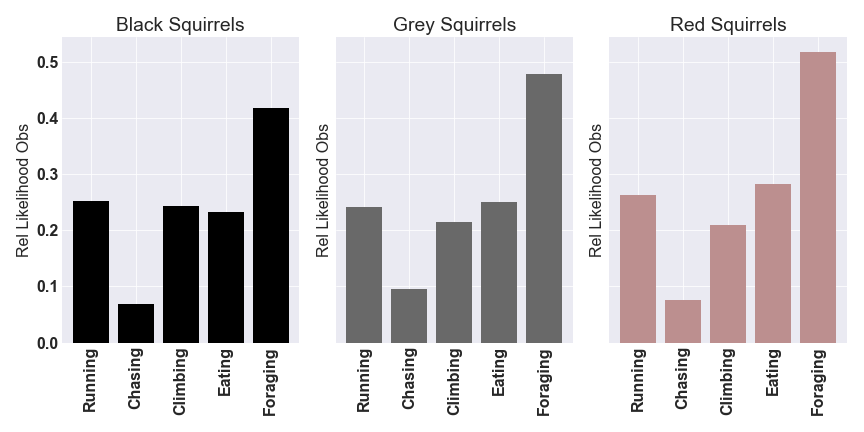 Black Squirrels
Grey Squirrels
Red Squirrels
Rel Likelihood Obs
0.5
0.4
0.3
0.2
0.1
0.0
Running
Chasing
Climbing
Eating
Foraging
Rel Likelihood Obs
Running
Chasing
Climbing
Eating
Foraging
Rel Likelihood Obs
Running
Chasing
Climbing
Eating
Foraging